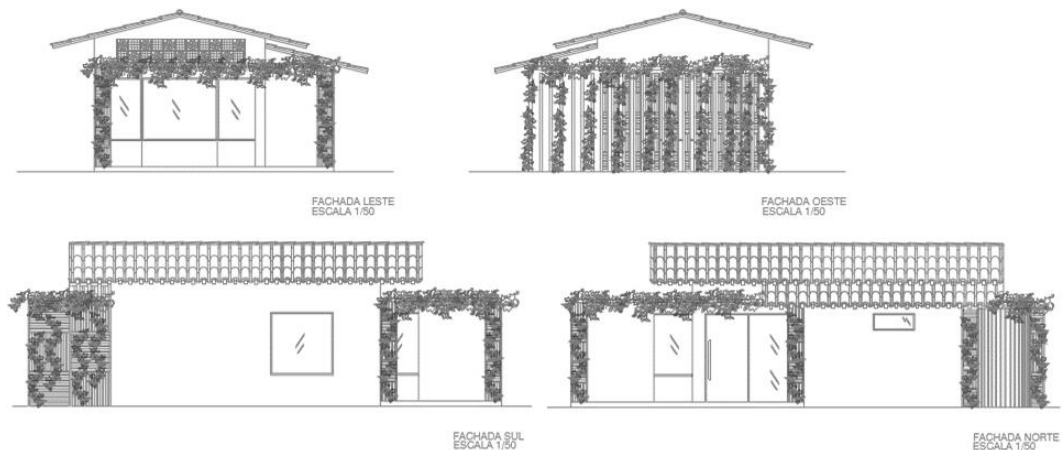 FACHADA LESTE
ESCALA 1/50
FACHADA OESTE
ESCALA 1/50
FACHADA SUL
ESCALA 1/50
FACHADA NORTE
ESCALA 1/50